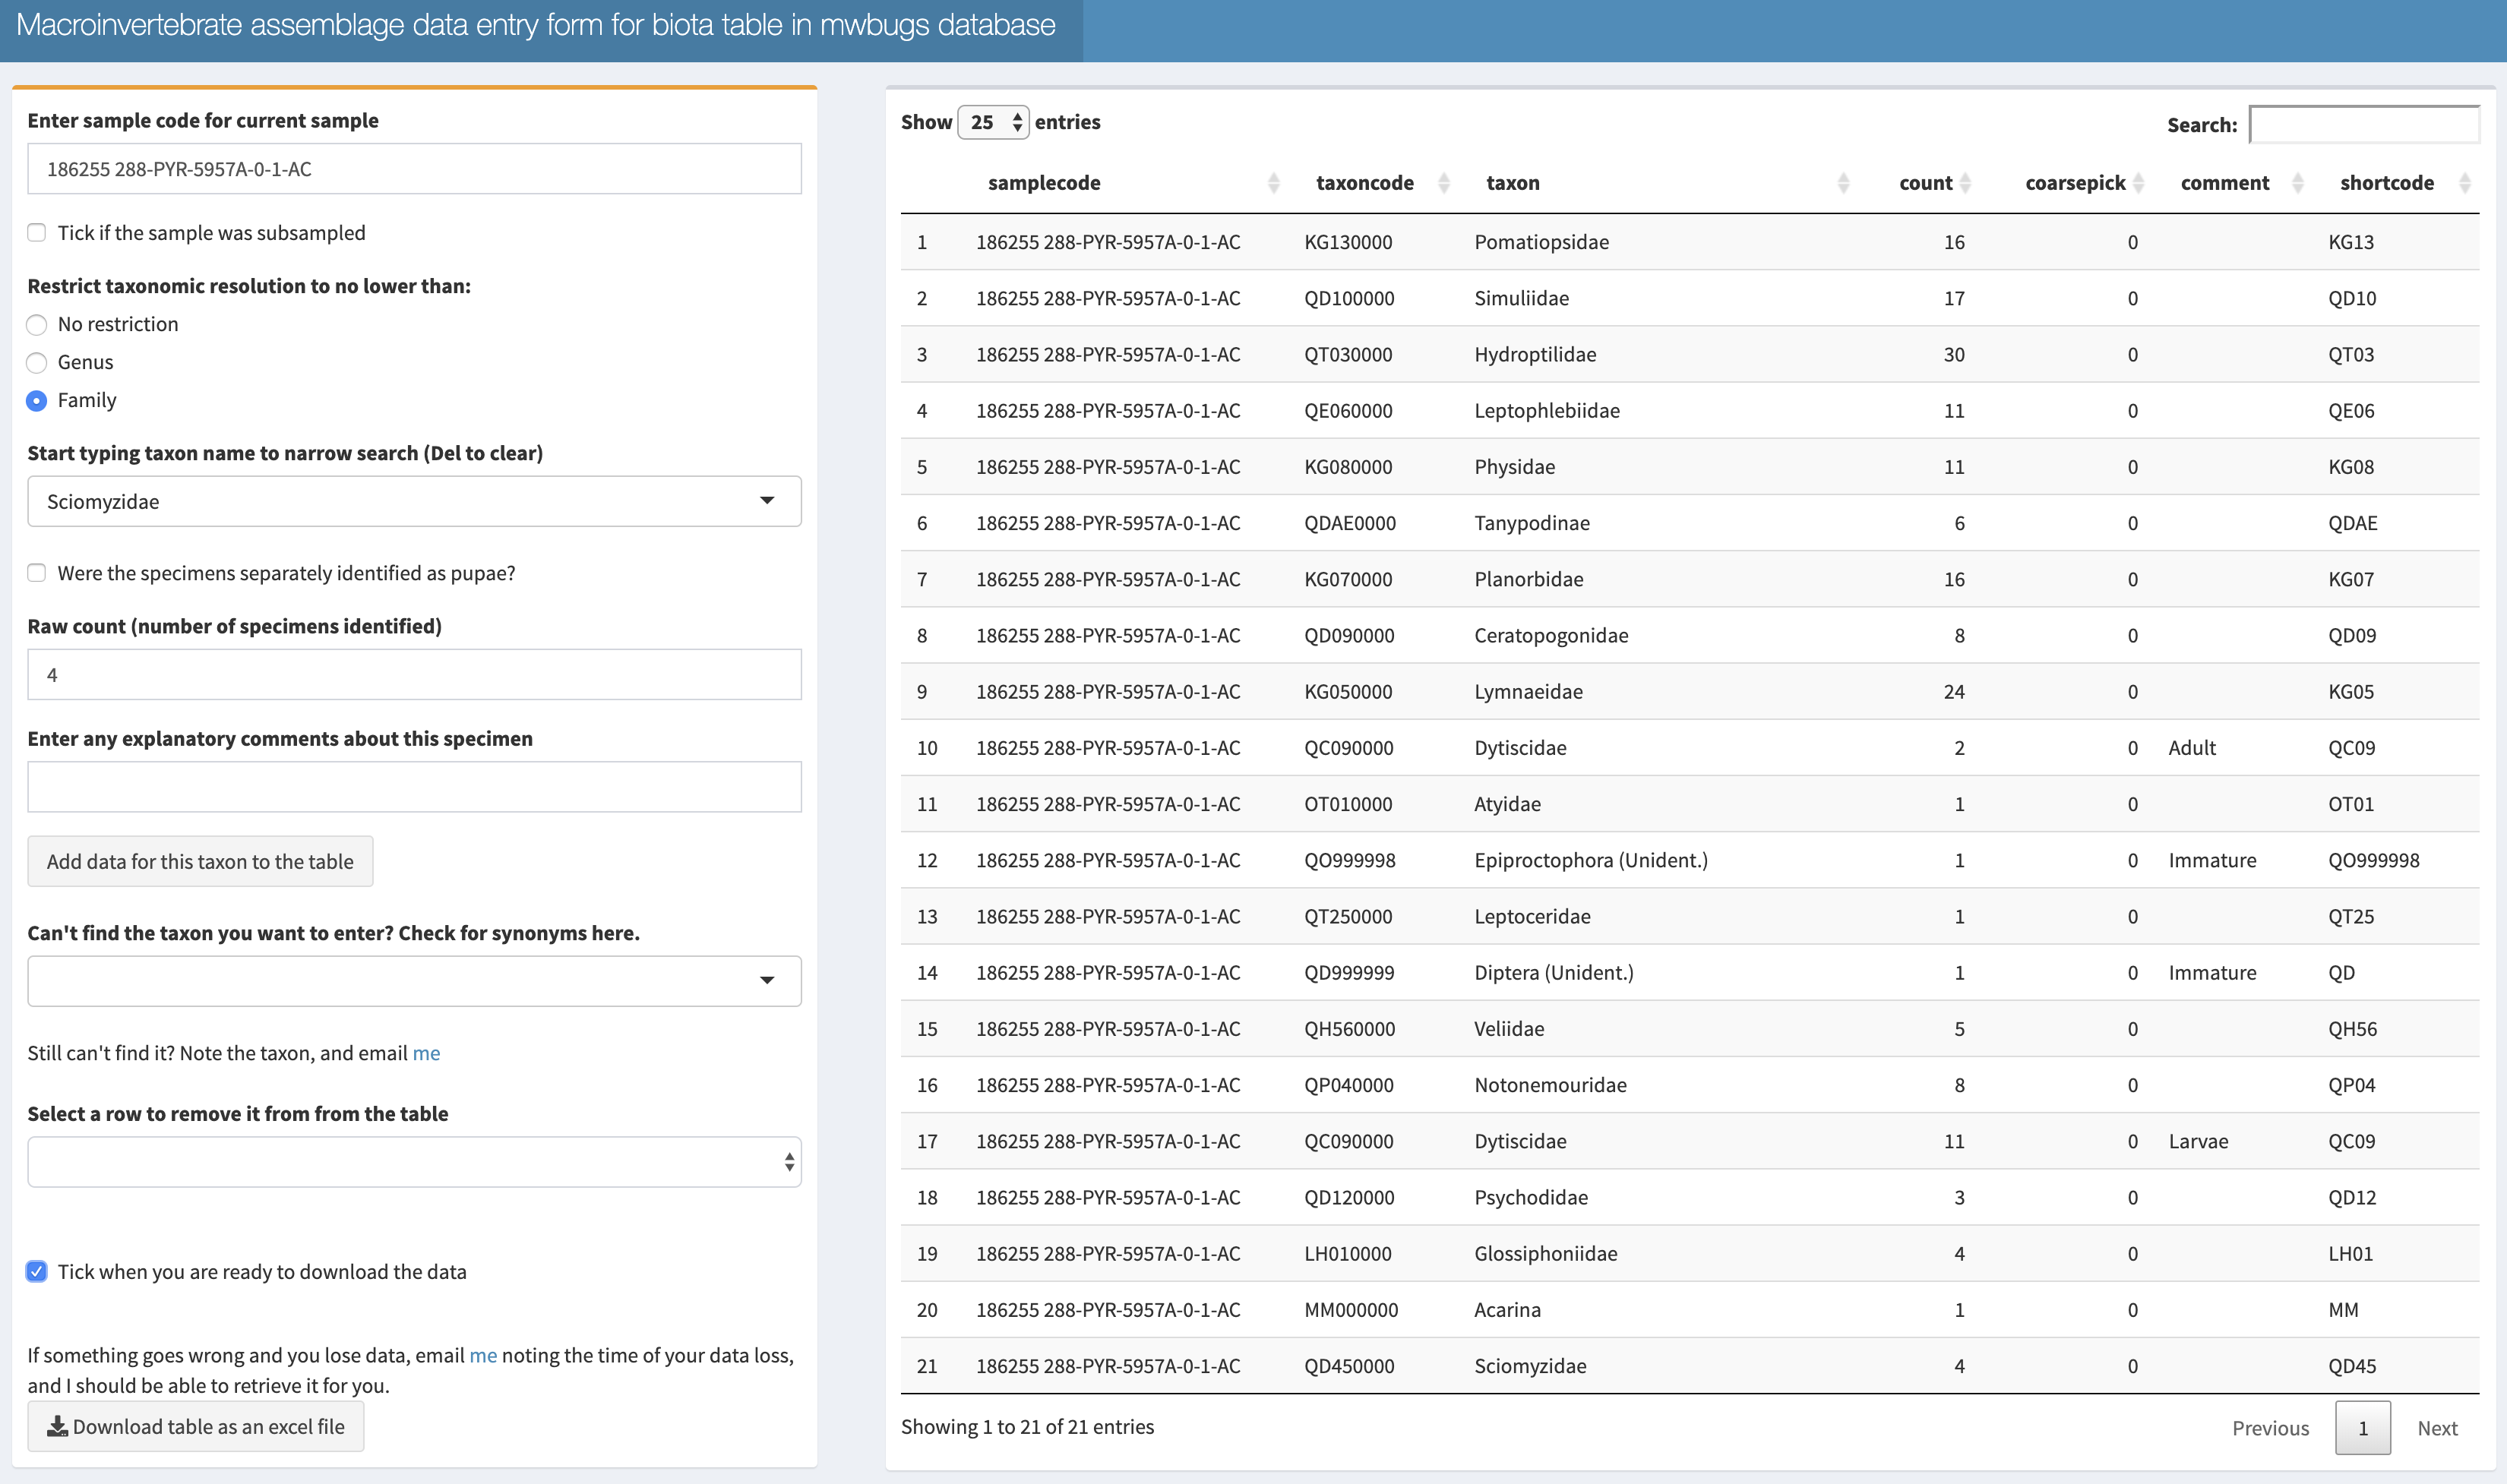 Macroinvertebrate assemblage data entry form for biota table in mwbugs database
Enter sample code for current sample
186255 288-PYR-5957A-0-1-AC
Tick if the sample was subsampled
Restrict taxonomic resolution to no lower than:
No restriction
Genus
Family
Start typing taxon name to narrow search (Del to clear)
Sciomyzidae
Were the specimens separately identified as pupae?
Raw count (number of specimens identified)
4
Enter any explanatory comments about this specimen
Add data for this taxon to the table
Can't find the taxon you want to enter? Check for synonyms here.
Still can't find it? Note the taxon, and email me
Select a row to remove it from from the table
Tick when you are ready to download the data
If something goes wrong and you lose data, email me noting the time of your data loss,
and I should be able to retrieve it for you.
Download table as an excel file
Show 25 entries
Search:
samplecode taxoncode taxon count coarsepick comment shortcode
1 186255 288-PYR-5957A-0-1-AC KG130000 Pomatiopsidae 16 0 KG13
2 186255 288-PYR-5957A-0-1-AC QD100000 Simuliidae 17 0 QD10
3 186255 288-PYR-5957A-0-1-AC QT030000 Hydroptilidae 30 0 QT03
4 186255 288-PYR-5957A-0-1-AC QE060000 Leptophlebiidae 11 0 QE06
5 186255 288-PYR-5957A-0-1-AC KG080000 Physidae 11 0 KG08
6 186255 288-PYR-5957A-0-1-AC QDAE0000 Tanypodinae 6 0 QDAE
7 186255 288-PYR-5957A-0-1-AC KG070000 Planorbidae 16 0 KG07
8 186255 288-PYR-5957A-0-1-AC QD090000 Ceratopogonidae 8 0 QD09
9 186255 288-PYR-5957A-0-1-AC KG050000 Lymnaeidae 24 0 KG05
10 186255 288-PYR-5957A-0-1-AC QC090000 Dytiscidae 2 0 Adult QC09
11 186255 288-PYR-5957A-0-1-AC OT010000 Atyidae 1 0 OT01
12 186255 288-PYR-5957A-0-1-AC QO999998 Epiproctophora (Unident.) 1 0 Immature QO999998
13 186255 288-PYR-5957A-0-1-AC QT250000 Leptoceridae 1 0 QT25
14 186255 288-PYR-5957A-0-1-AC QD999999 Diptera (Unident.) 1 0 Immature QD
15 186255 288-PYR-5957A-0-1-AC QH560000 Veliidae 5 0 QH56
16 186255 288-PYR-5957A-0-1-AC QP040000 Notonemouridae 8 0 QP04
17 186255 288-PYR-5957A-0-1-AC QC090000 Dytiscidae 11 0 Larvae QC09
18 186255 288-PYR-5957A-0-1-AC QD120000 Psychodidae 3 0 QD12
19 186255 288-PYR-5957A-0-1-AC LH010000 Glossiphoniidae 4 0 LH01
20 186255 288-PYR-5957A-0-1-AC MM000000 Acarina 1 0 MM
21 186255 288-PYR-5957A-0-1-AC QD450000 Sciomyzidae 4 0 QD45
Showing 1 to 21 of 21 entries
Previous 1 Next